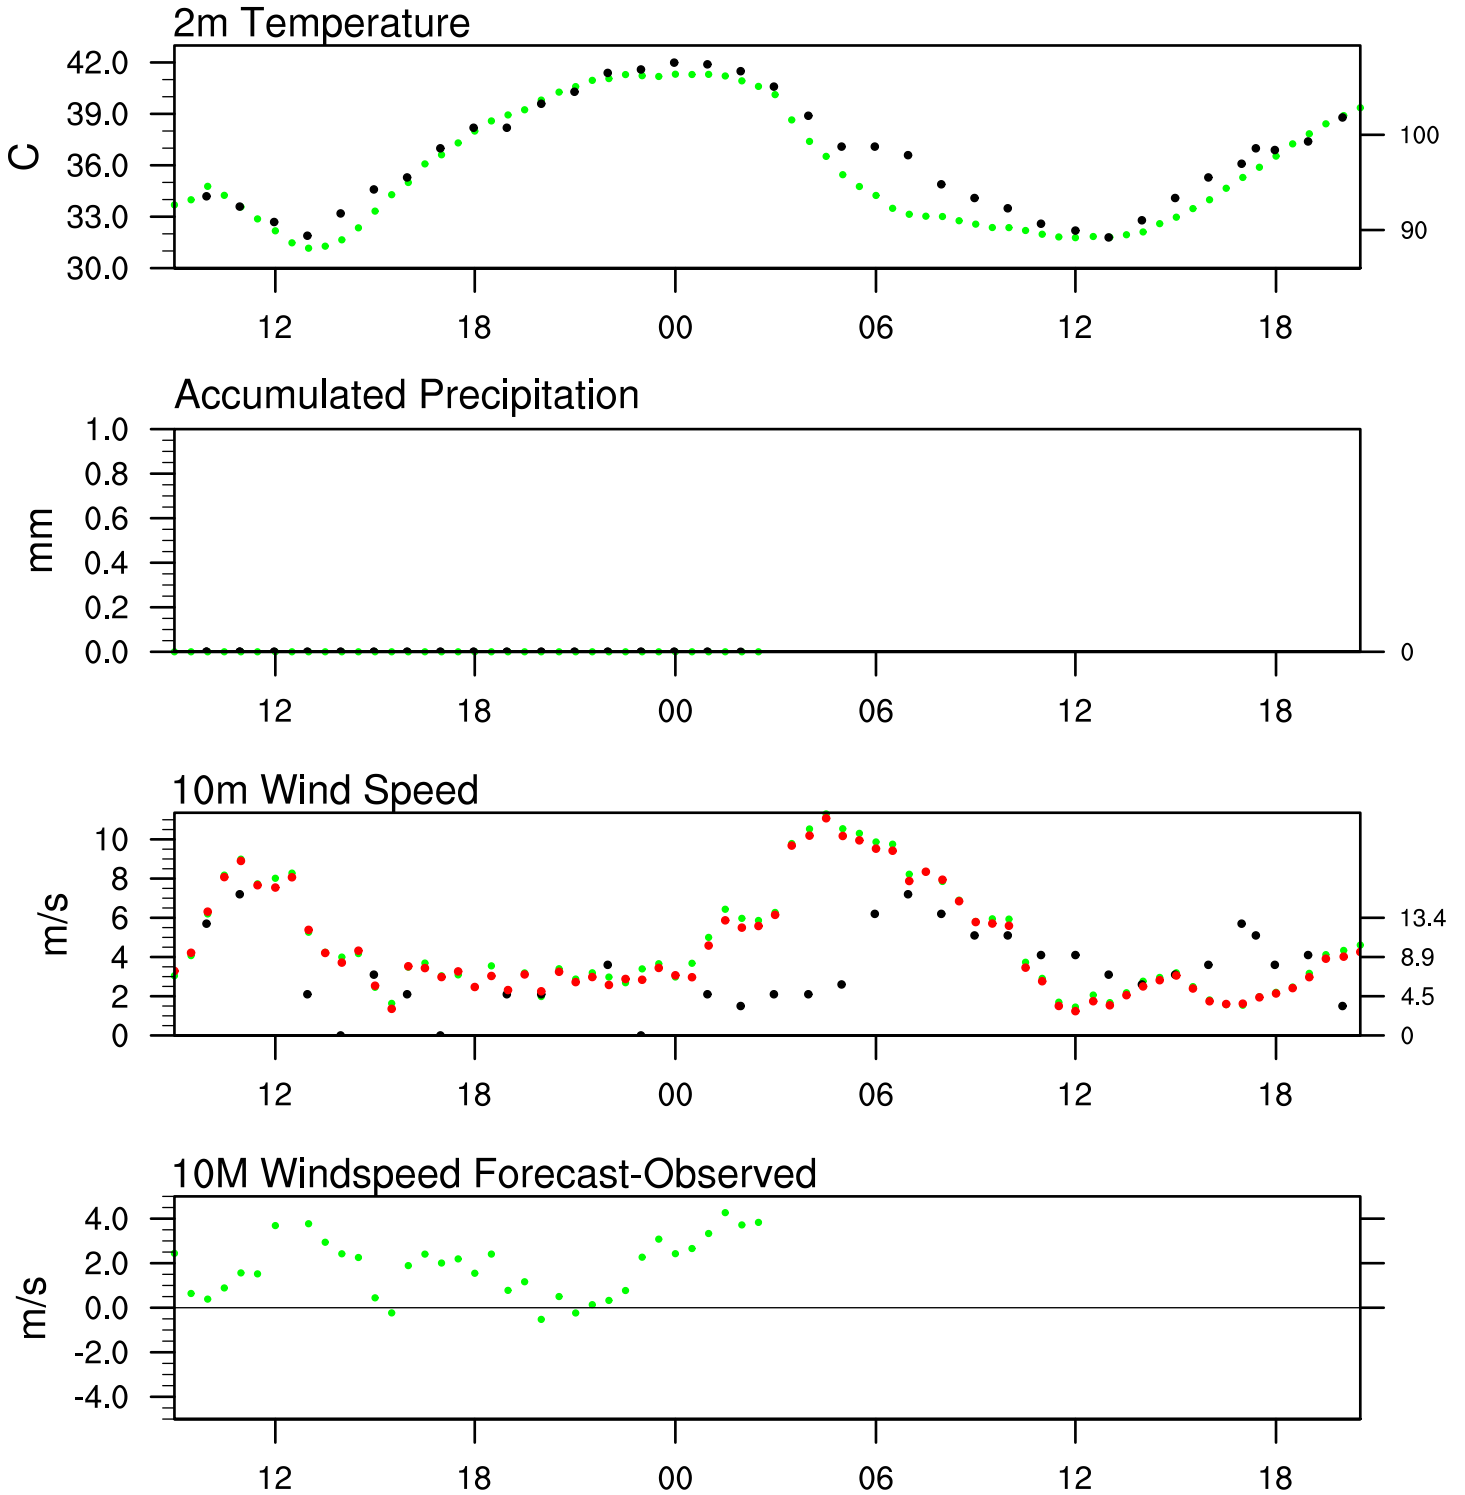 2m Temperature
42.0
39.0
36.0
33.0
30.0
C
100
90
12 18 00 06 12 18
Accumulated Precipitation
1.0
0.8
0.6
0.4
0.2
0.0
mm
0
12 18 00 06 12 18
10m Wind Speed
10
8
6
4
2
0
m/s
13.4
8.9
4.5
0
12 18 00 06 12 18
10M Windspeed Forecast-Observed
4.0
2.0
0.0
-2.0
-4.0
m/s
12 18 00 06 12 18